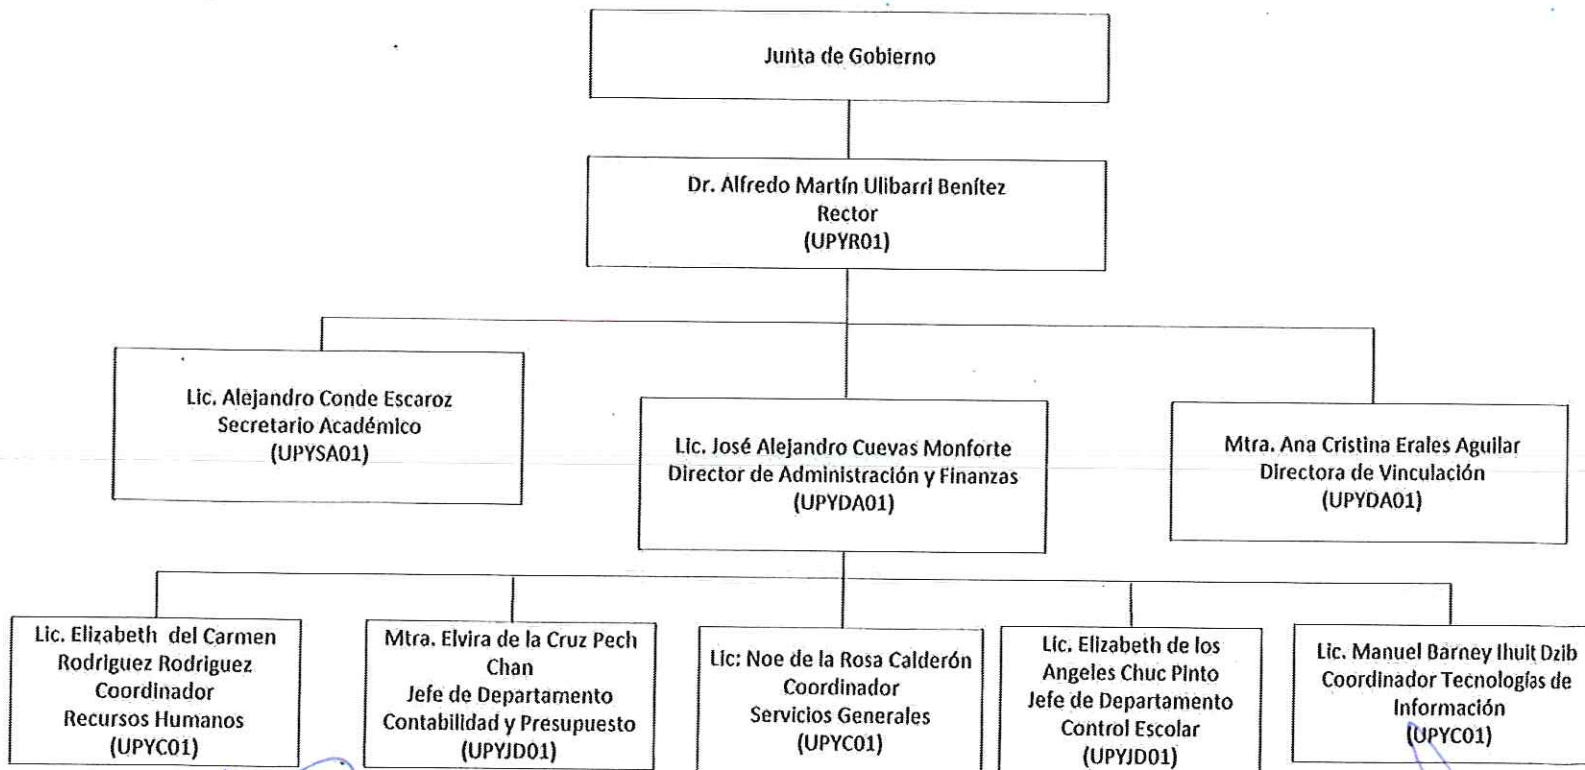 Junta de Gobierno
Dr. Alfredo Martín Ulibarri Benítez
Rector
(UPYR01)
Lic. Alejandro Conde Escaroz
Secretario Académico
(UPYSA01)
Lic. José Alejandro Cuevas Monforte
Director de Administración y Finanzas
(UPYDA01)
Mtra. Ana Cristina Erales Aguilar
Directora de Vinculación
(UPYDA01)
Lic. Elizabeth del Carmen
Rodriguez Rodriguez
Coordinador
Recursos Humanos
(UPYC01)
Mtra. Elvira de la Cruz Pech
Chan
Jefe de Departamento
Contabilidad y Presupuesto
(UPYJD01)
Lic: Noe de la Rosa Calderón
Coordinador
Servicios Generales
(UPYC01)
Lic. Elizabeth de los
Angeles Chuc Pinto
Jefe de Departamento
Control Escolar
(UPYJD01)
Lic. Manuel Barney Ihuit Dzib
Coordinador Tecnologías de
Información
(UPYC01)